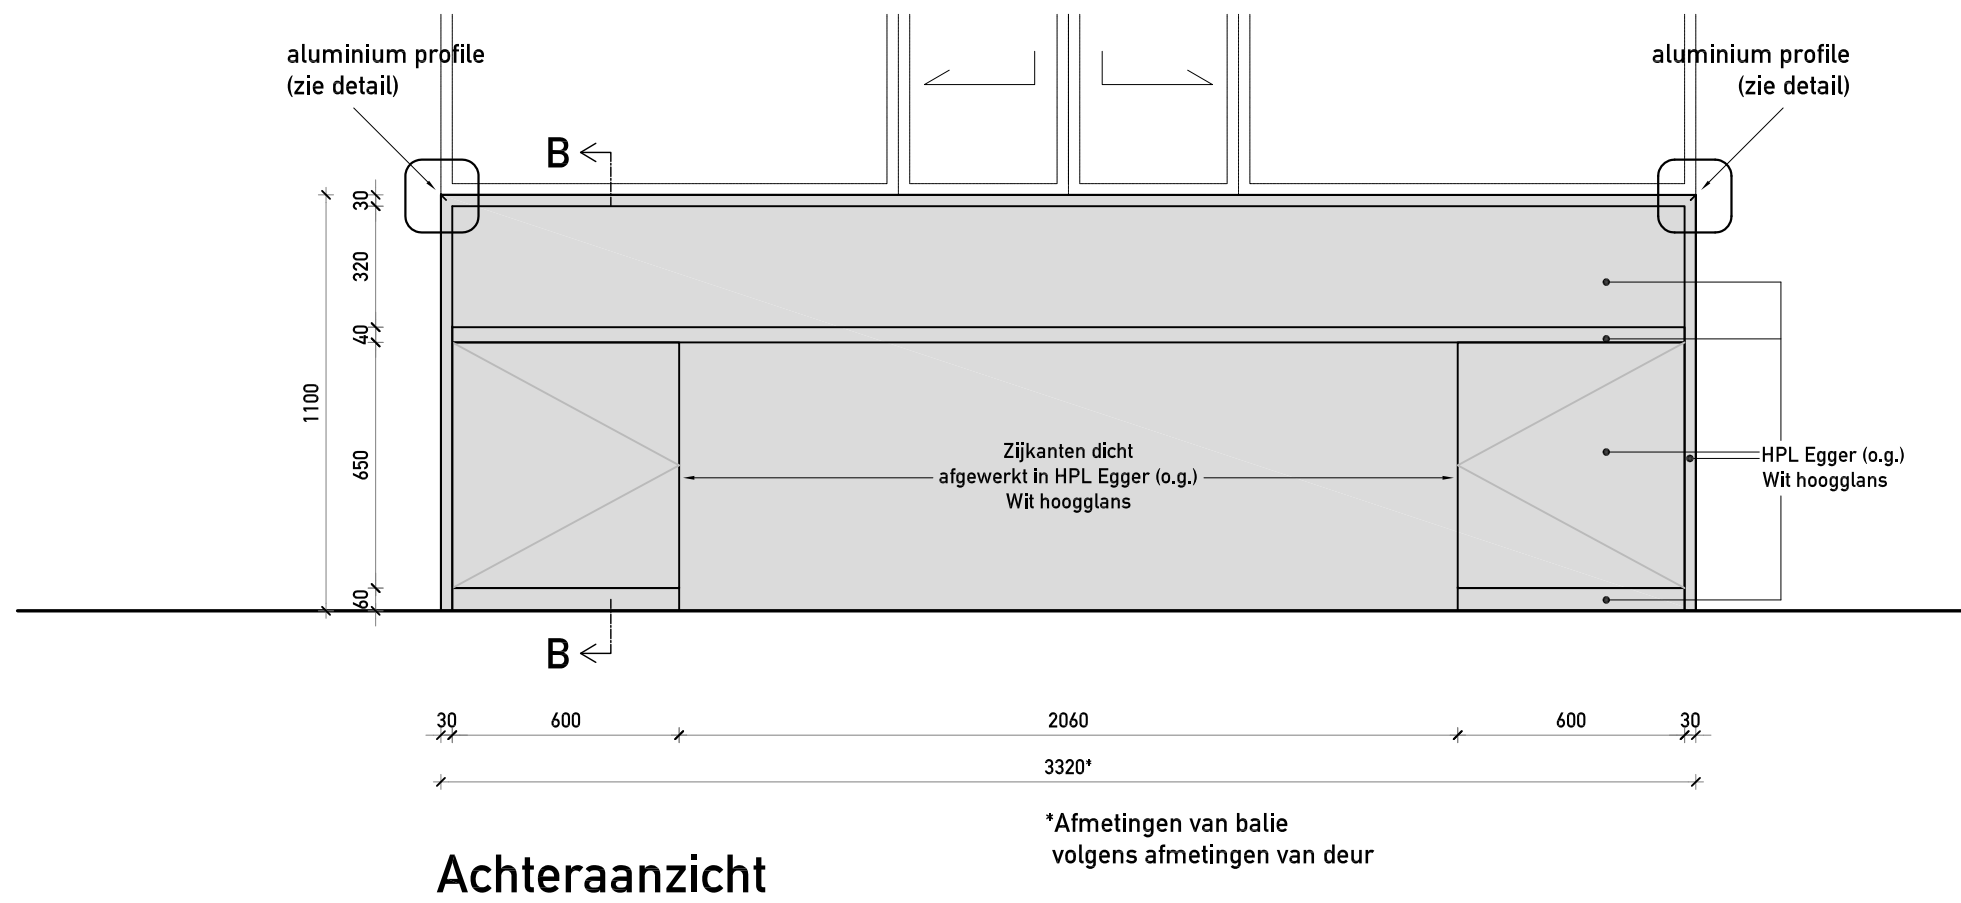 aluminium profile
(zie detail)
aluminium profile
(zie detail)
B
30
320
40
1100
650
60
Zijkanten dicht
afgewerkt in HPL Egger (o.g.)
Wit hoogglans
HPL Egger (o.g.)
Wit hoogglans
B
30 600 2060 600 30
3320*
*Afmetingen van balie
volgens afmetingen van deur
Achteraanzicht